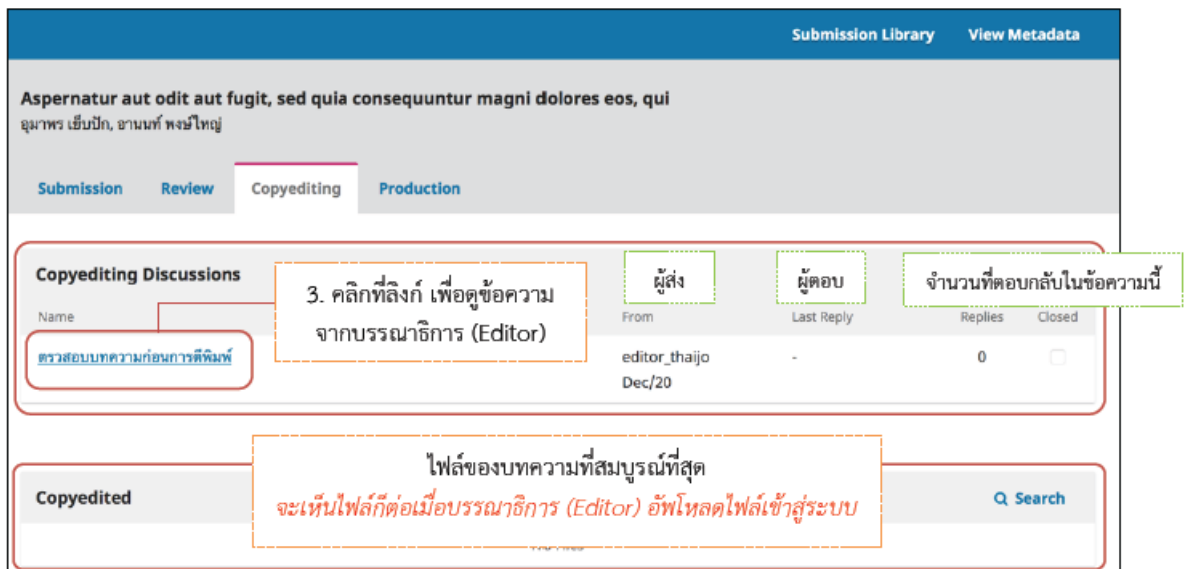 Submission Library View Metadata
Aspernatur aut odit aut fugit, sed quia consequuntur magni dolores eos, qui
อุมาพร เย็บปัก, อานนท์ พงษ์ใหญ่
Submission Review Copyediting Production
Copyediting Discussions
3. คลิกที่ลิงก์ เพื่อดูข้อความ
จากบรรณาธิการ (Editor)
ผู้ส่ง
ผู้ตอบ
จำนวนที่ตอบกลับในข้อความนี้
Name From Last Reply Replies Closed
ตรวสอบบทความก่อนการตีพิมพ์ editor_thaijo - 0
Dec/20
ไฟล์ของบทความที่สมบูรณ์ที่สุด
จะเห็นไฟล์ก็ต่อเมื่อบรรณาธิการ (Editor) อัพโหลดไฟล์เข้าสู่ระบบ
Copyedited Search